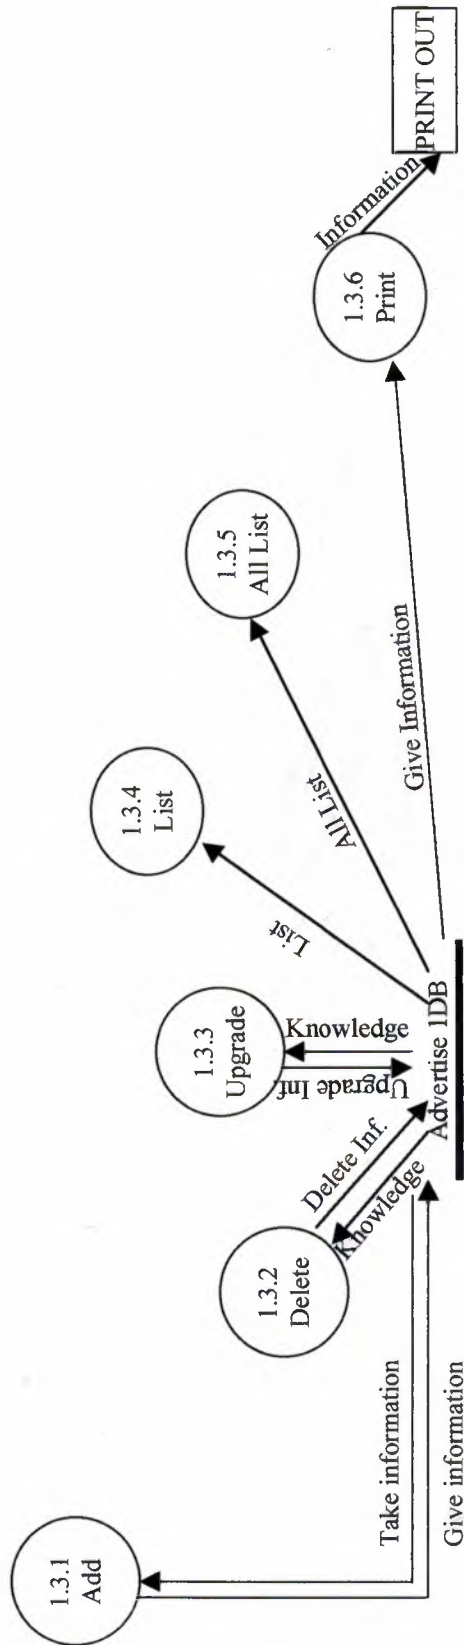 1.3.1
Add
Take information
Give information
1.3.2
Delete
Delete Inf.
Knowledge
1.3.3
Upgrade
Upgrade Inf.
Knowledge
Advertise 1DB
1.3.4
List
List
1.3.5
All List
All List
Give Information
1.3.6
Print
Information
PRINT OUT